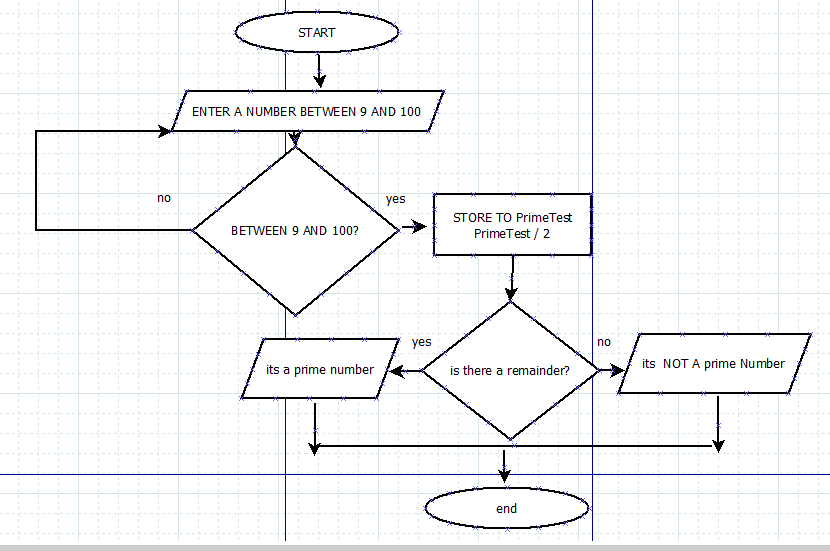 START
ENTER A NUMBER BETWEEN 9 AND 100
no
yes
BETWEEN 9 AND 100?
STORE TO PrimeTest
PrimeTest / 2
yes
no
its a prime number
is there a remainder?
its  NOT A prime Number
end